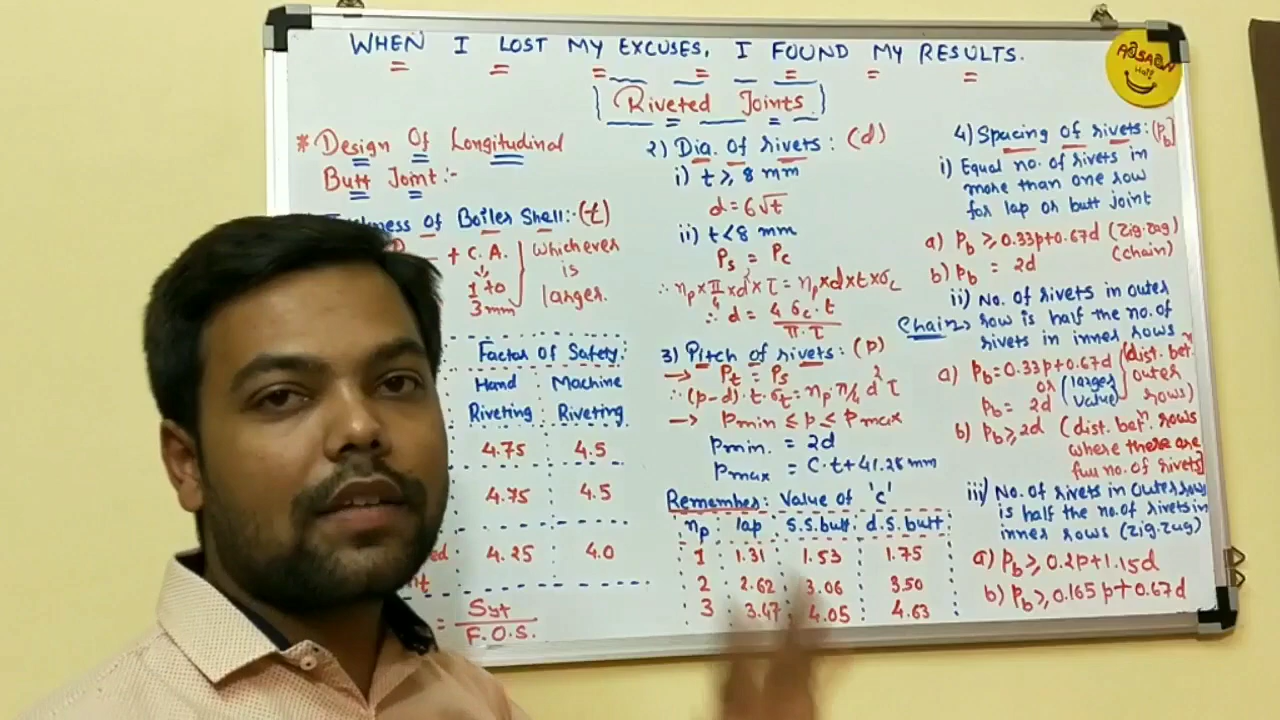 WHEN I LOST MY EXCUSES, I FOUND MY RESULTS.
Riveted Joints
* Design Of Longitudinal
Butt Joint :-
of Boiler Shell:- (t)
+ C.A.
1 to
3mm
whichever
is
larger.
Factor Of Safety:
Hand
Riveting
Machine
Riveting
4.75 4.5
4.75 4.5
4.25 4.0
= Syt / F.O.S.
2) Dia. Of rivets : (d)
i) t ≥ 8 mm
d = 6√t
ii) t < 8 mm
Ps = Pc
∴ np × π/4 × d² × τ = np × d × t × σc
∴ d = 4 σc · t / π · τ
3) Pitch of rivets : (p)
→ Pt = Ps
∴ (p-d) · t · σt = np · π/4 d² τ
→ Pmin ≤ p ≤ Pmax
Pmin. = 2d
Pmax = C·t + 41.28 mm
Remember: Value of 'c'
np lap s.s.butt d.s.butt
1 1.31 1.53 1.75
2 2.62 3.06 3.50
3 3.47 4.05 4.63
4) Spacing of rivets: (Pb]
i) Equal no. of rivets in
more than one row
for lap or butt joint
a) Pb ≥ 0.33p + 0.67d (zig-zag)
b) Pb = 2d (chain)
ii) No. of rivets in outer
Chain, row is half the no. of
rivets in inner rows
a) Pb = 0.33p + 0.67d
or
Pb = 2d
(larger
value
(dist. betⁿ
outer
rows)
b) Pb ≥ 2d (dist. betⁿ rows
where there are
full no. of rivets]
iii) No. of rivets in outer row
is half the no. of rivets in
inner rows (zig-zag)
a) Pb ≥ 0.2p + 1.15d
b) Pb ≥ 0.165p + 0.67d